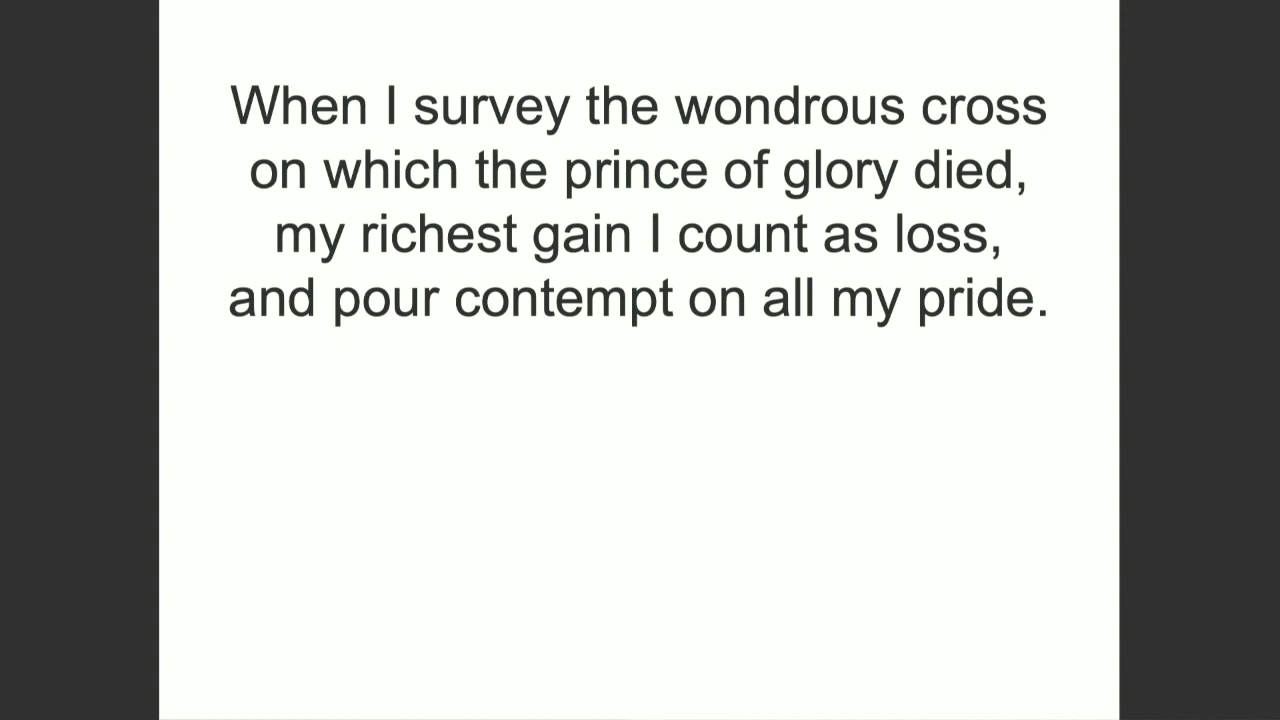 When I survey the wondrous cross
on which the prince of glory died,
my richest gain I count as loss,
and pour contempt on all my pride.